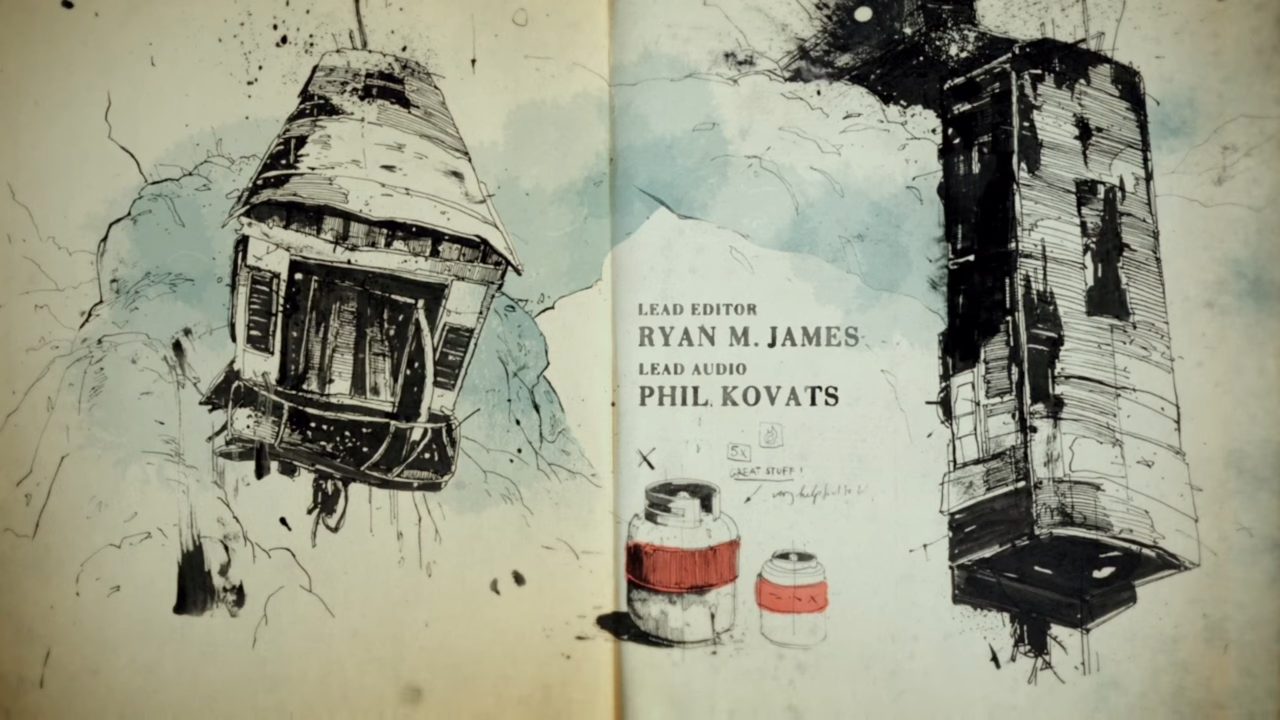 LEAD EDITOR
RYAN M. JAMES
LEAD AUDIO
PHIL KOVATS
5X
GREAT STUFF!